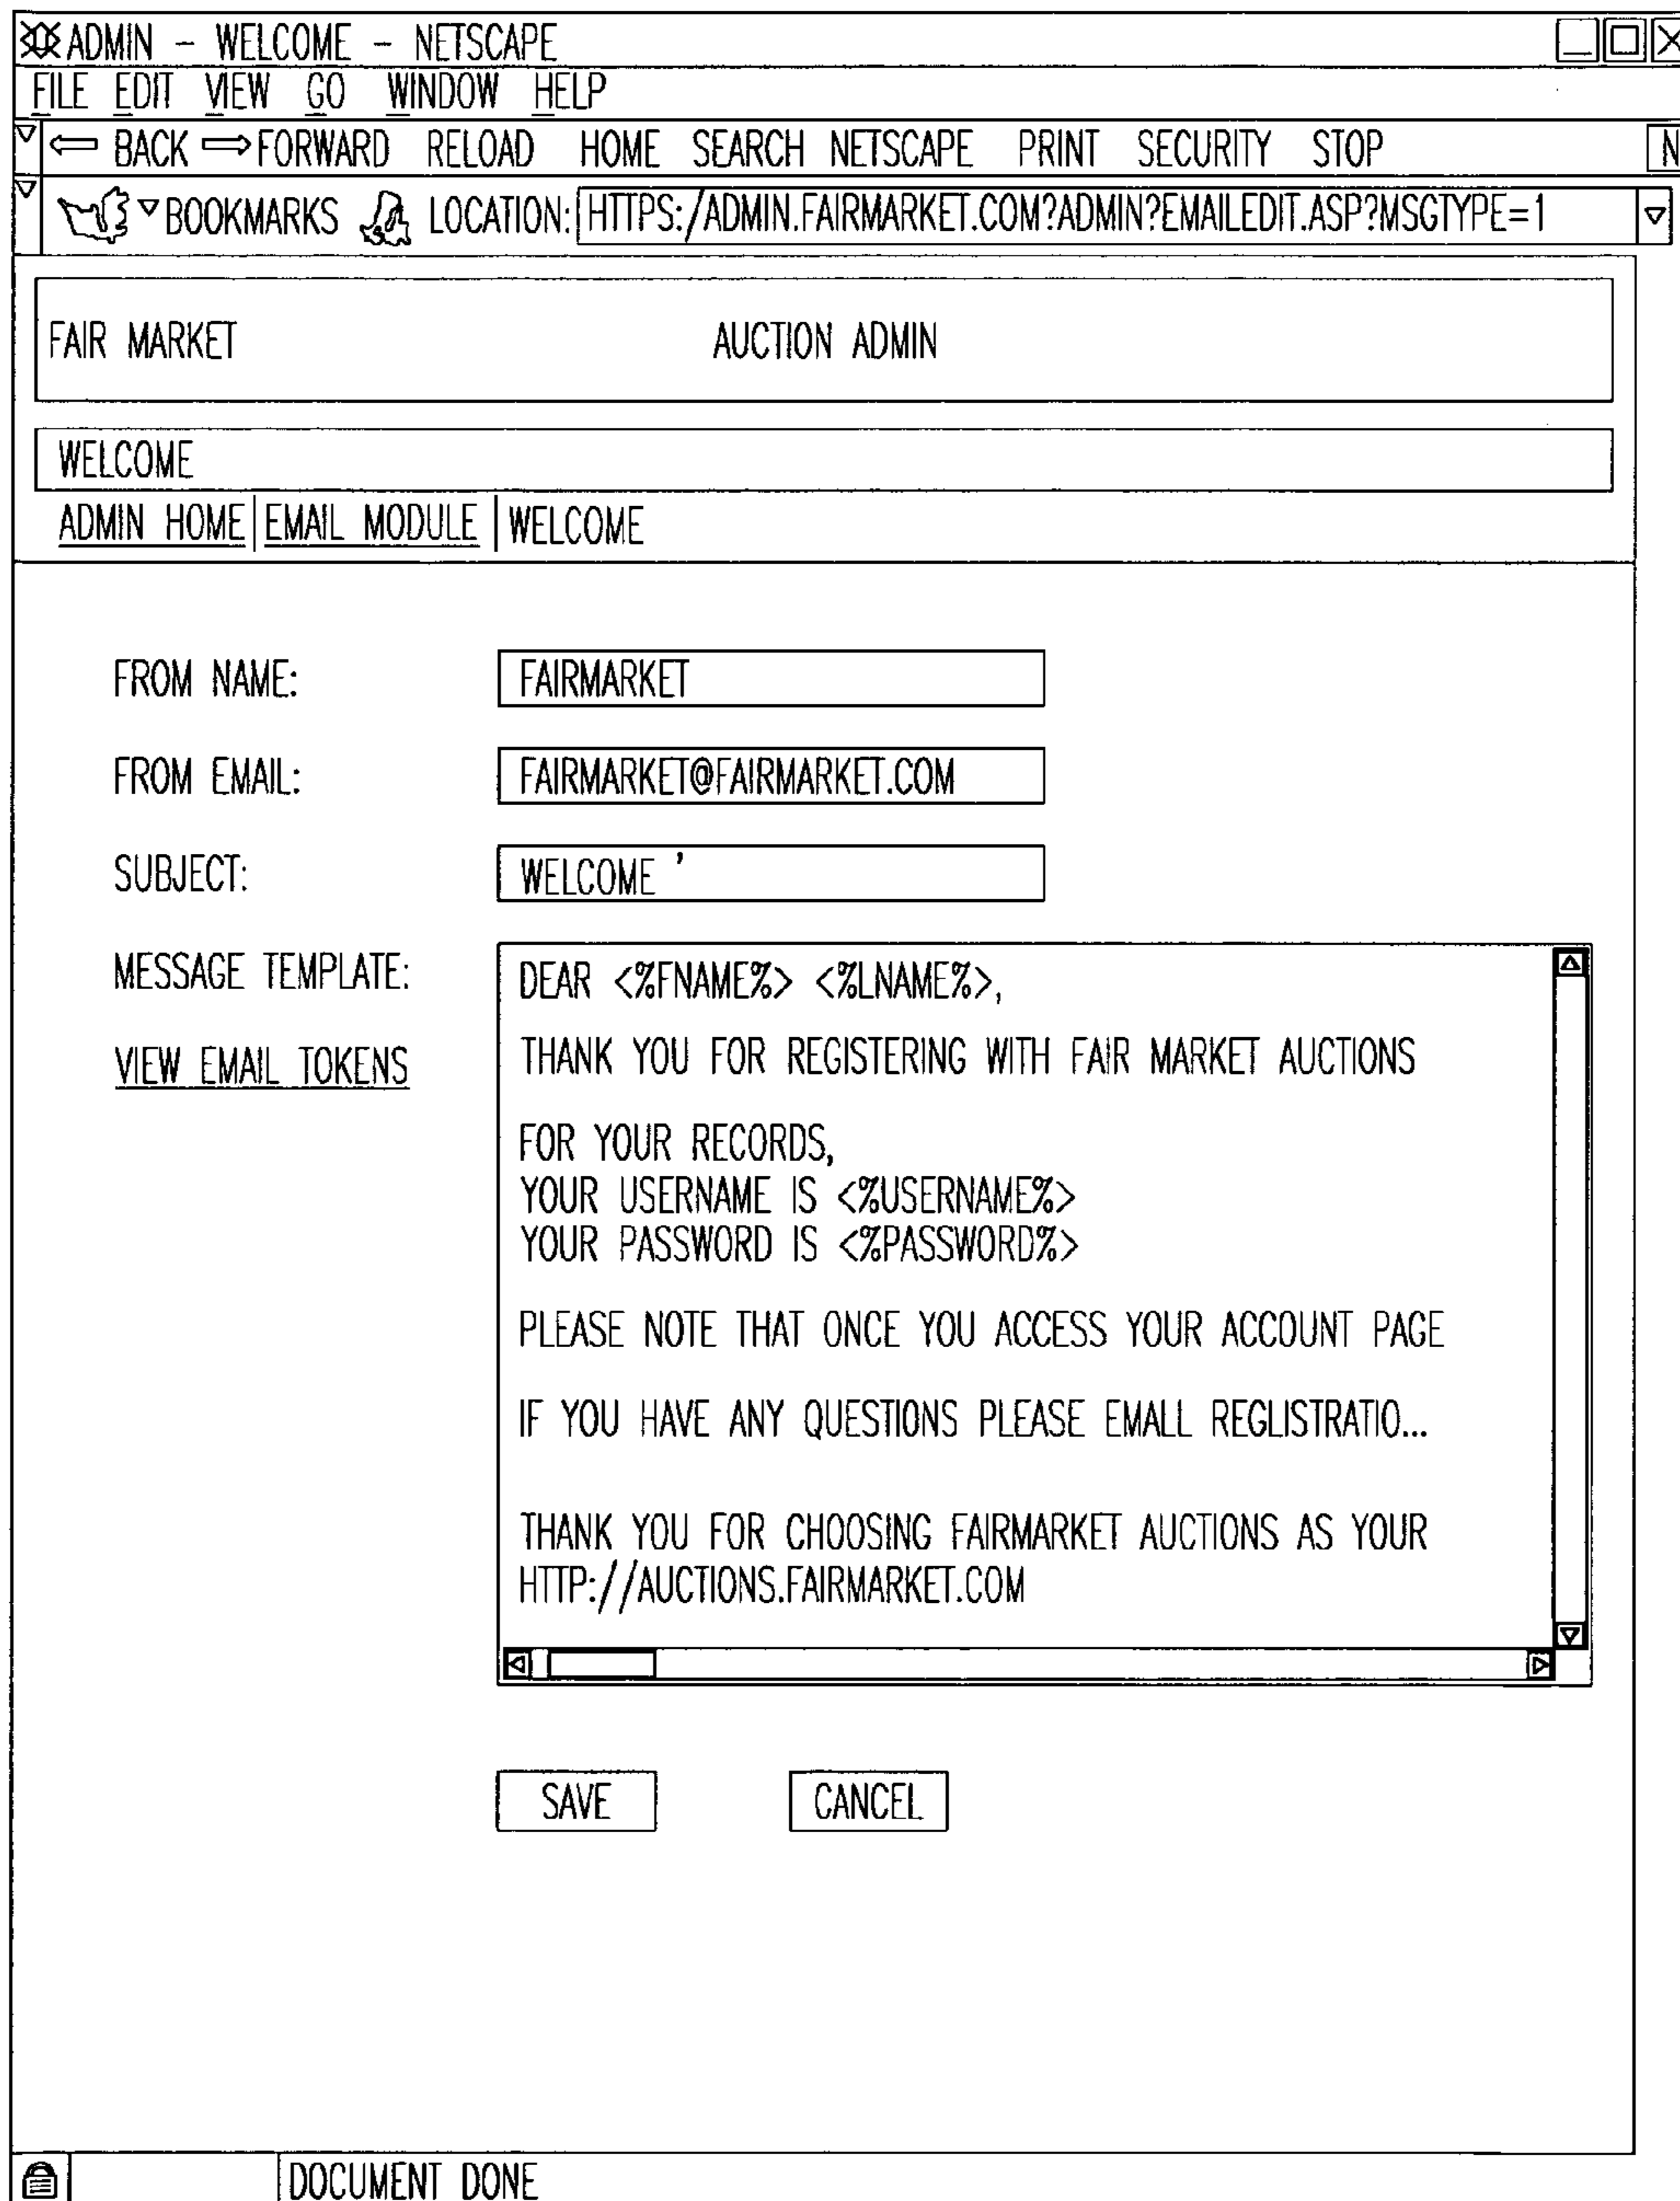 ADMIN – WELCOME – NETSCAPE
FILE EDIT VIEW GO WINDOW HELP
BACK FORWARD RELOAD HOME SEARCH NETSCAPE PRINT SECURITY STOP N
BOOKMARKS LOCATION: HTTPS:/ADMIN.FAIRMARKET.COM?ADMIN?EMAILEDIT.ASP?MSGTYPE=1
FAIR MARKET AUCTION ADMIN
WELCOME
ADMIN HOME | EMAIL MODULE | WELCOME
FROM NAME: FAIRMARKET
FROM EMAIL: FAIRMARKET@FAIRMARKET.COM
SUBJECT: WELCOME '
MESSAGE TEMPLATE: DEAR <%FNAME%> <%LNAME%>,
VIEW EMAIL TOKENS
THANK YOU FOR REGISTERING WITH FAIR MARKET AUCTIONS
FOR YOUR RECORDS,
YOUR USERNAME IS <%USERNAME%>
YOUR PASSWORD IS <%PASSWORD%>
PLEASE NOTE THAT ONCE YOU ACCESS YOUR ACCOUNT PAGE
IF YOU HAVE ANY QUESTIONS PLEASE EMALL REGLISTRATIO...
THANK YOU FOR CHOOSING FAIRMARKET AUCTIONS AS YOUR
HTTP://AUCTIONS.FAIRMARKET.COM
SAVE CANCEL
DOCUMENT DONE